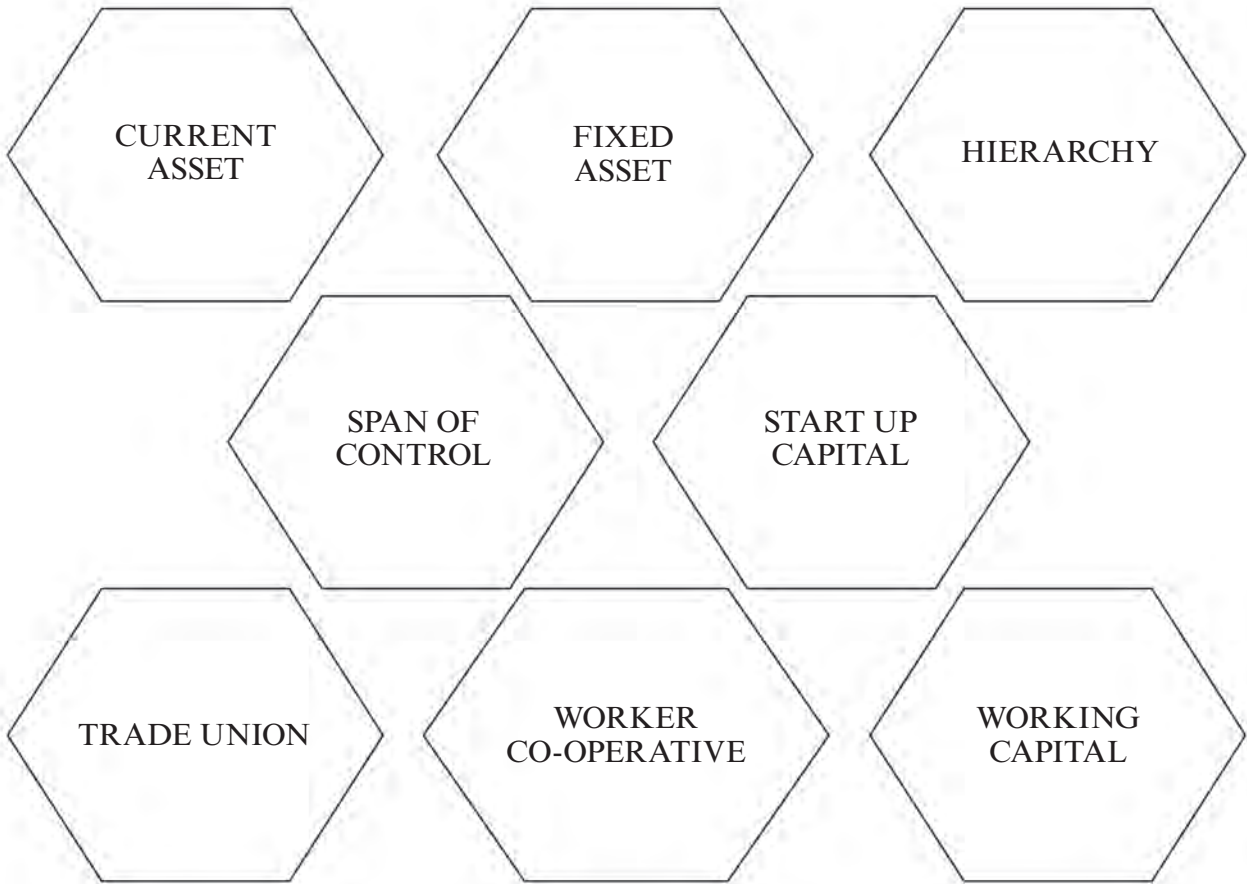 CURRENT
ASSET
FIXED
ASSET
HIERARCHY
SPAN OF
CONTROL
START UP
CAPITAL
TRADE UNION
WORKER
CO-OPERATIVE
WORKING
CAPITAL